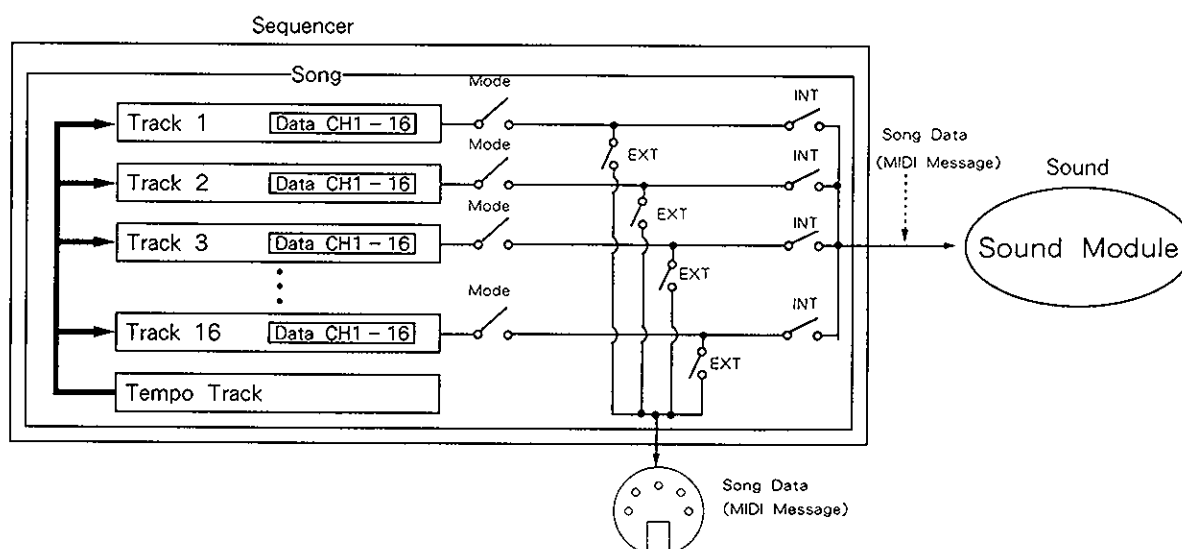 Sequencer
Song
Mode
INT
Track 1
Data CH1 – 16
EXT
Song Data
(MIDI Message)
Mode
INT
Track 2
Data CH1 – 16
EXT
Sound
Mode
INT
Track 3
Data CH1 – 16
EXT
Sound Module
Mode
INT
Track 16
Data CH1 – 16
EXT
Tempo Track
Song Data
(MIDI Message)